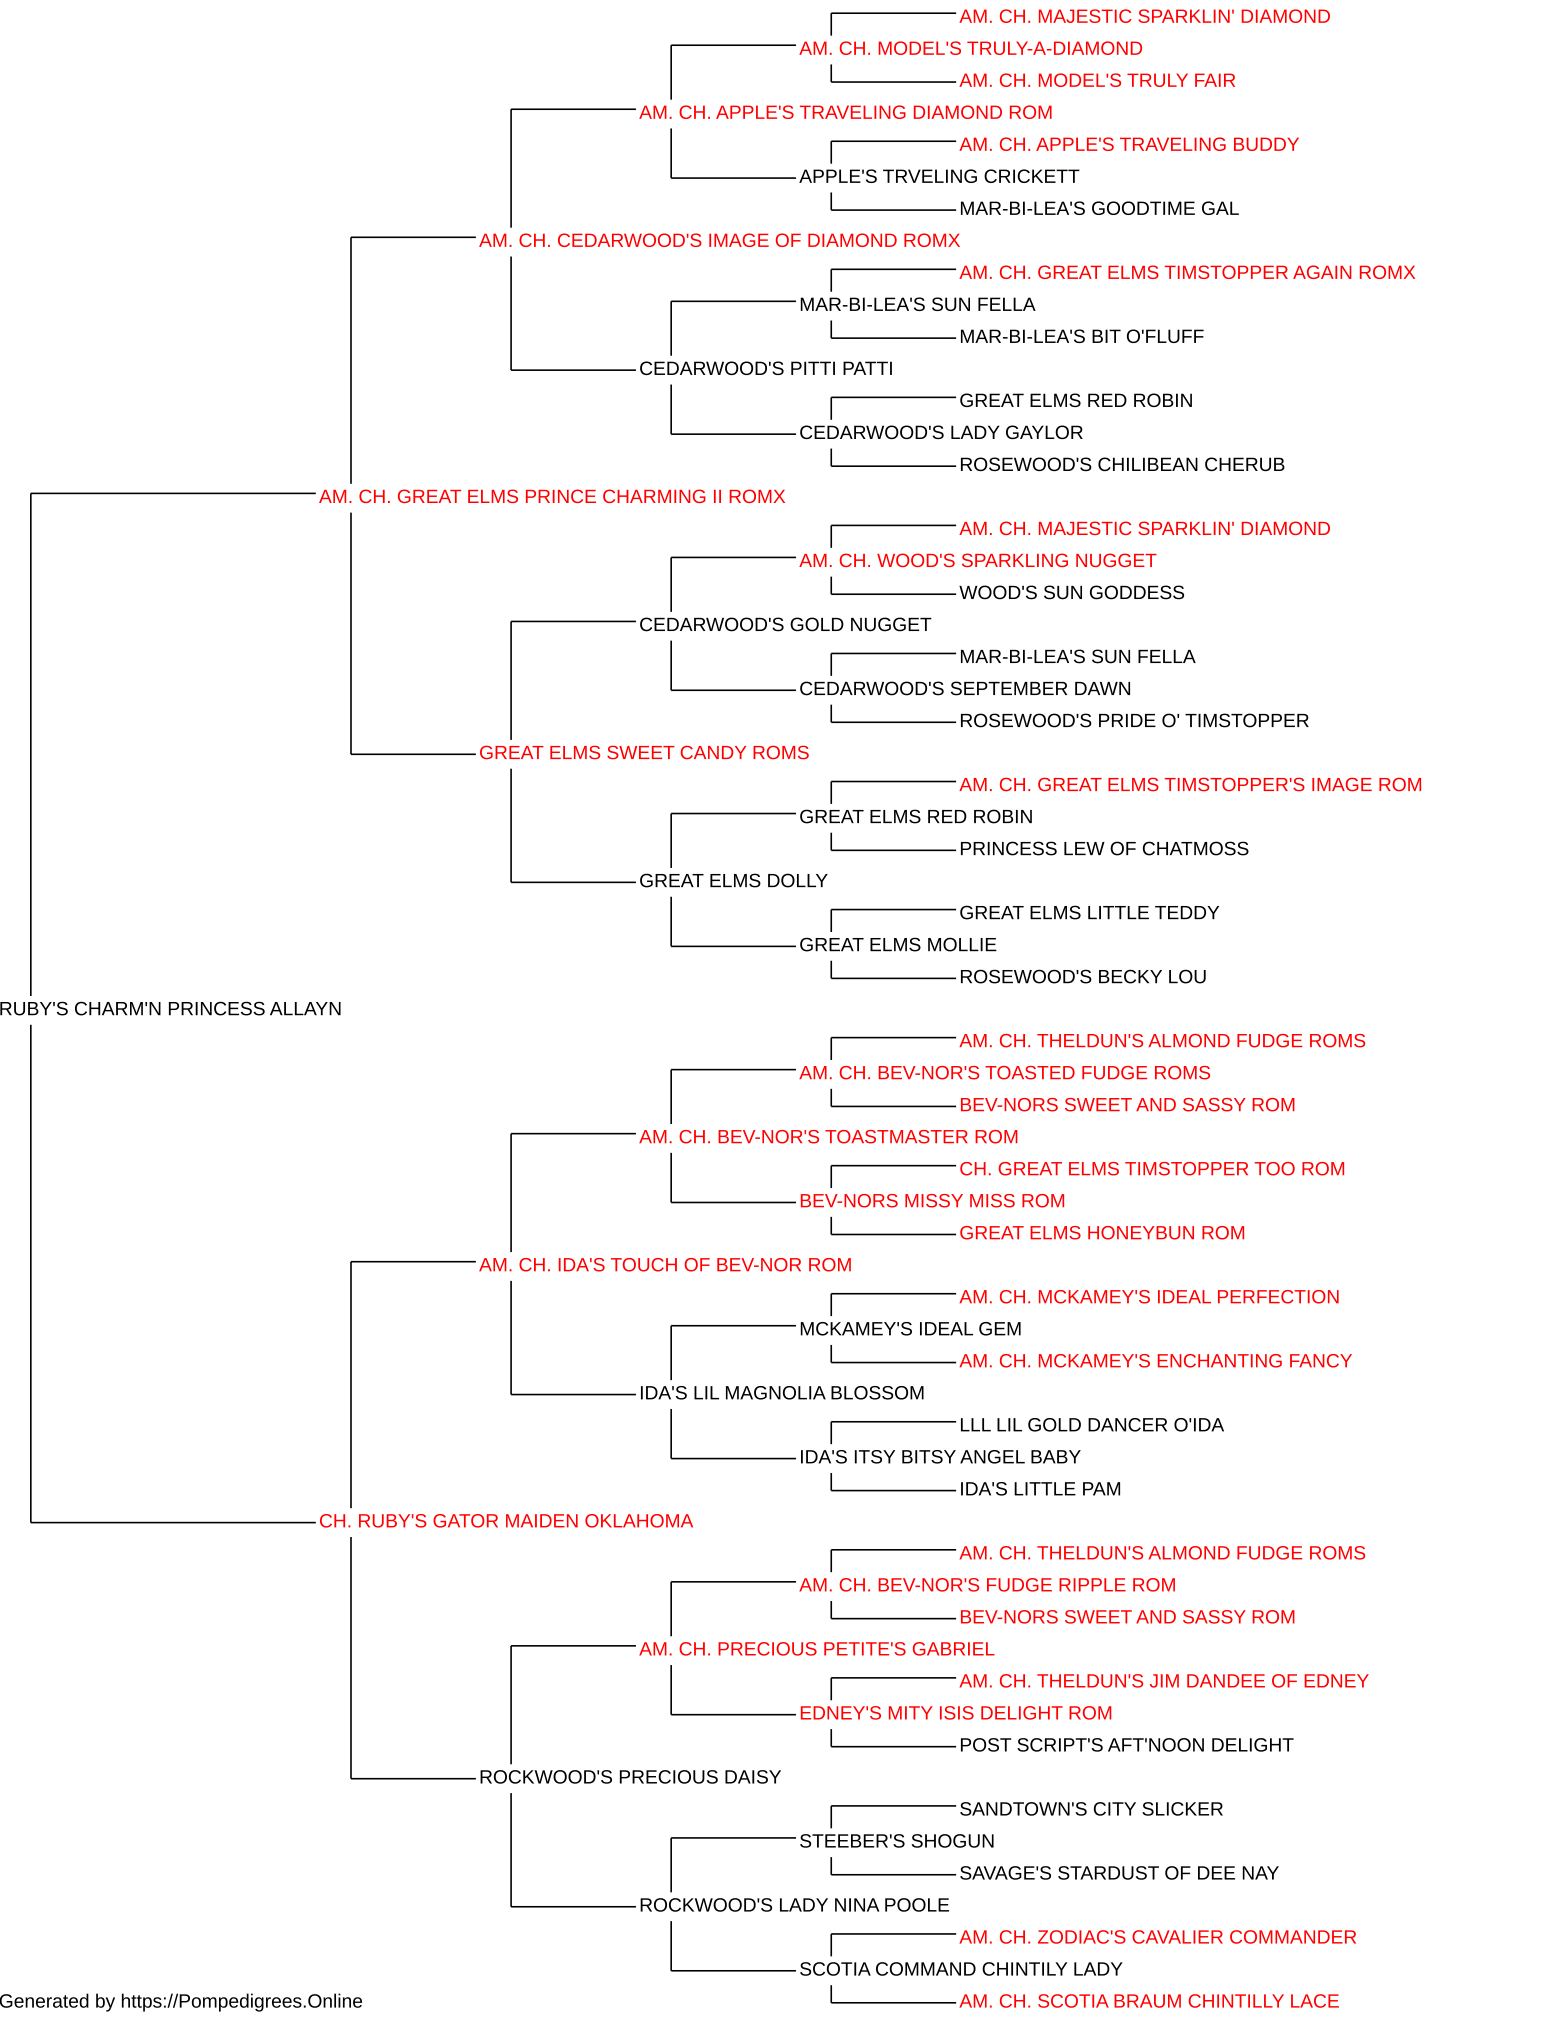 AM. CH. MAJESTIC SPARKLIN' DIAMOND
AM. CH. MODEL'S TRULY-A-DIAMOND
AM. CH. MODEL'S TRULY FAIR
AM. CH. APPLE'S TRAVELING DIAMOND ROM
AM. CH. APPLE'S TRAVELING BUDDY
APPLE'S TRVELING CRICKETT
MAR-BI-LEA'S GOODTIME GAL
AM. CH. CEDARWOOD'S IMAGE OF DIAMOND ROMX
AM. CH. GREAT ELMS TIMSTOPPER AGAIN ROMX
MAR-BI-LEA'S SUN FELLA
MAR-BI-LEA'S BIT O'FLUFF
CEDARWOOD'S PITTI PATTI
GREAT ELMS RED ROBIN
CEDARWOOD'S LADY GAYLOR
ROSEWOOD'S CHILIBEAN CHERUB
AM. CH. GREAT ELMS PRINCE CHARMING II ROMX
AM. CH. MAJESTIC SPARKLIN' DIAMOND
AM. CH. WOOD'S SPARKLING NUGGET
WOOD'S SUN GODDESS
CEDARWOOD'S GOLD NUGGET
MAR-BI-LEA'S SUN FELLA
CEDARWOOD'S SEPTEMBER DAWN
ROSEWOOD'S PRIDE O' TIMSTOPPER
GREAT ELMS SWEET CANDY ROMS
AM. CH. GREAT ELMS TIMSTOPPER'S IMAGE ROM
GREAT ELMS RED ROBIN
PRINCESS LEW OF CHATMOSS
GREAT ELMS DOLLY
GREAT ELMS LITTLE TEDDY
GREAT ELMS MOLLIE
ROSEWOOD'S BECKY LOU
RUBY'S CHARM'N PRINCESS ALLAYN
AM. CH. THELDUN'S ALMOND FUDGE ROMS
AM. CH. BEV-NOR'S TOASTED FUDGE ROMS
BEV-NORS SWEET AND SASSY ROM
AM. CH. BEV-NOR'S TOASTMASTER ROM
CH. GREAT ELMS TIMSTOPPER TOO ROM
BEV-NORS MISSY MISS ROM
GREAT ELMS HONEYBUN ROM
AM. CH. IDA'S TOUCH OF BEV-NOR ROM
AM. CH. MCKAMEY'S IDEAL PERFECTION
MCKAMEY'S IDEAL GEM
AM. CH. MCKAMEY'S ENCHANTING FANCY
IDA'S LIL MAGNOLIA BLOSSOM
LLL LIL GOLD DANCER O'IDA
IDA'S ITSY BITSY ANGEL BABY
IDA'S LITTLE PAM
CH. RUBY'S GATOR MAIDEN OKLAHOMA
AM. CH. THELDUN'S ALMOND FUDGE ROMS
AM. CH. BEV-NOR'S FUDGE RIPPLE ROM
BEV-NORS SWEET AND SASSY ROM
AM. CH. PRECIOUS PETITE'S GABRIEL
AM. CH. THELDUN'S JIM DANDEE OF EDNEY
EDNEY'S MITY ISIS DELIGHT ROM
POST SCRIPT'S AFT'NOON DELIGHT
ROCKWOOD'S PRECIOUS DAISY
SANDTOWN'S CITY SLICKER
STEEBER'S SHOGUN
SAVAGE'S STARDUST OF DEE NAY
ROCKWOOD'S LADY NINA POOLE
AM. CH. ZODIAC'S CAVALIER COMMANDER
SCOTIA COMMAND CHINTILY LADY
AM. CH. SCOTIA BRAUM CHINTILLY LACE
Generated by https://Pompedigrees.Online